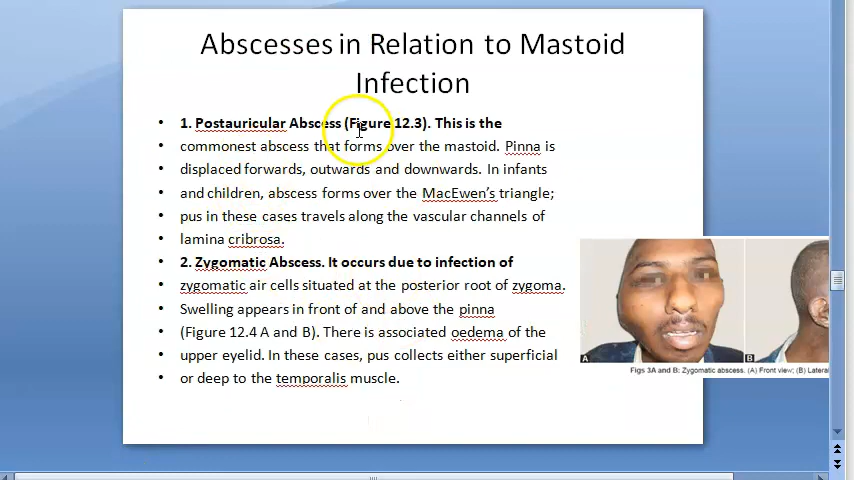 Abscesses in Relation to Mastoid
Infection
• 1. Postauricular Abscess (Figure 12.3). This is the
• commonest abscess that forms over the mastoid. Pinna is
• displaced forwards, outwards and downwards. In infants
• and children, abscess forms over the MacEwen's triangle;
• pus in these cases travels along the vascular channels of
• lamina cribrosa.
• 2. Zygomatic Abscess. It occurs due to infection of
• zygomatic air cells situated at the posterior root of zygoma.
• Swelling appears in front of and above the pinna
• (Figure 12.4 A and B). There is associated oedema of the
• upper eyelid. In these cases, pus collects either superficial
• or deep to the temporalis muscle.
A
B
Figs 3A and B: Zygomatic abscess. (A) Front view; (B) Lateral